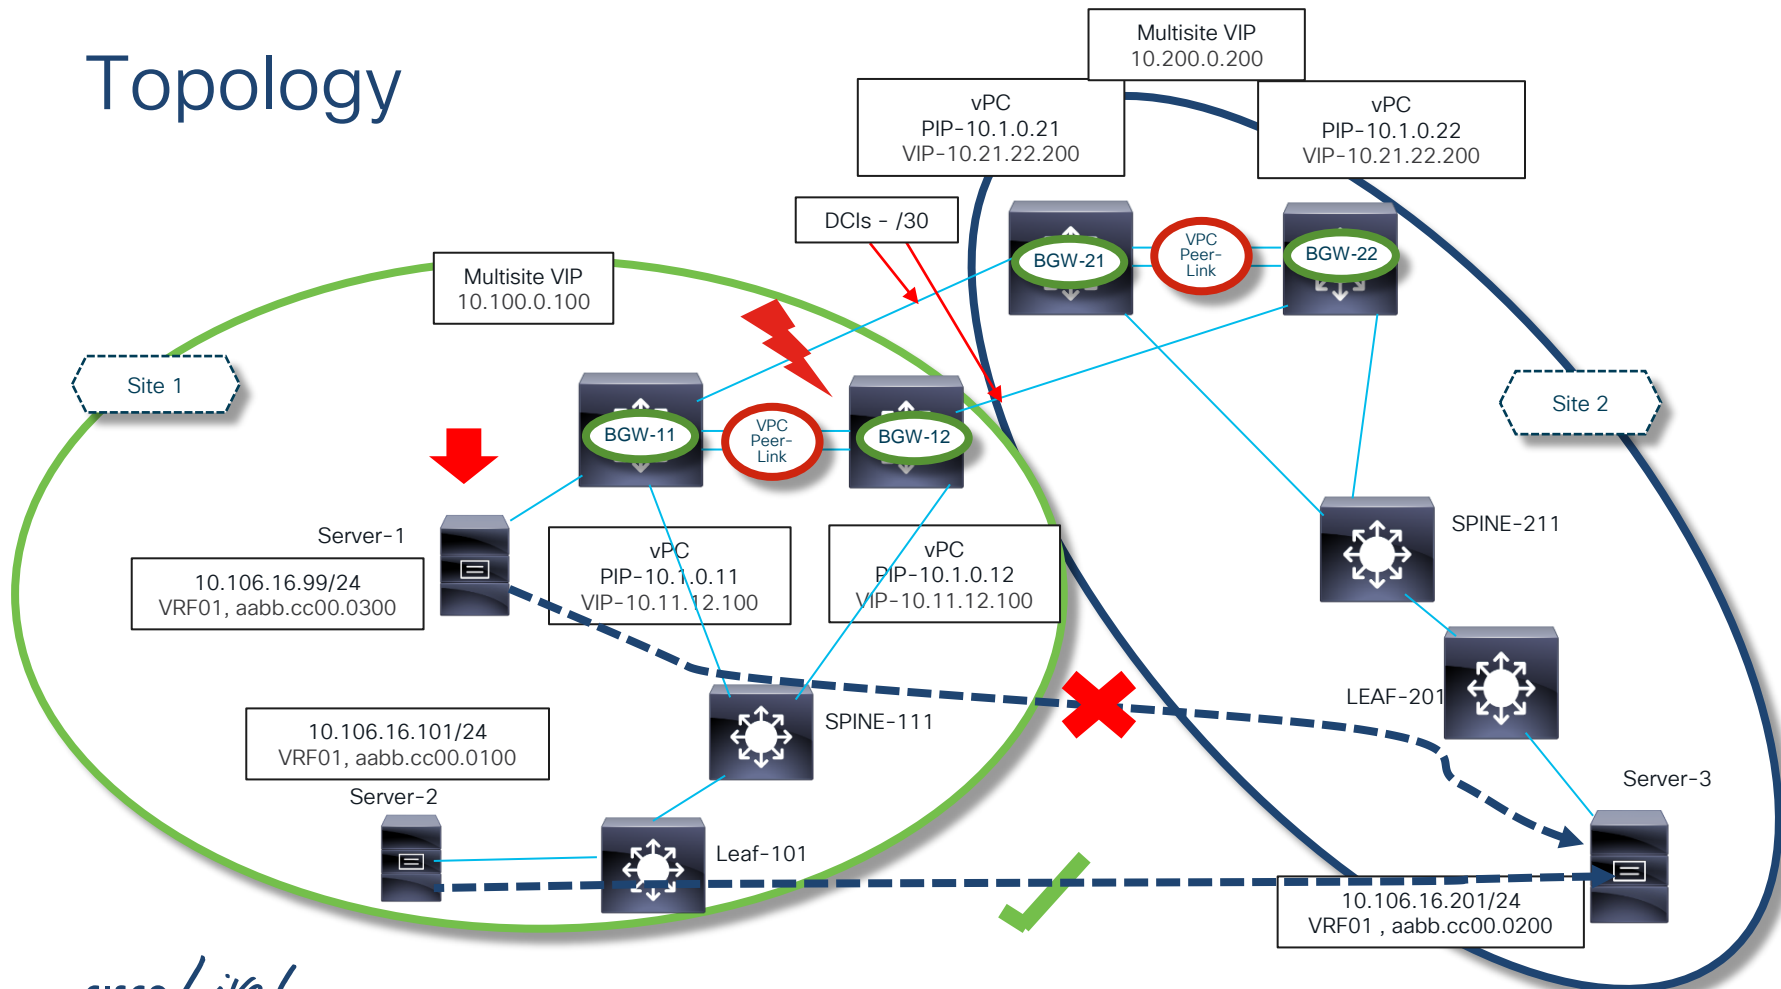 Topology
Multisite VIP
10.200.0.200
vPC
PIP-10.1.0.21
VIP-10.21.22.200
vPC
PIP-10.1.0.22
VIP-10.21.22.200
DCIs - /30
BGW-21
VPC
Peer-
Link
BGW-22
Multisite VIP
10.100.0.100
Site 1
Site 2
BGW-11
VPC
Peer-
Link
BGW-12
Server-1
10.106.16.99/24
VRF01, aabb.cc00.0300
vPC
PIP-10.1.0.11
VIP-10.11.12.100
vPC
PIP-10.1.0.12
VIP-10.11.12.100
SPINE-211
LEAF-201
SPINE-111
10.106.16.101/24
VRF01, aabb.cc00.0100
Server-2
Leaf-101
Server-3
10.106.16.201/24
VRF01 , aabb.cc00.0200
cisco Live!